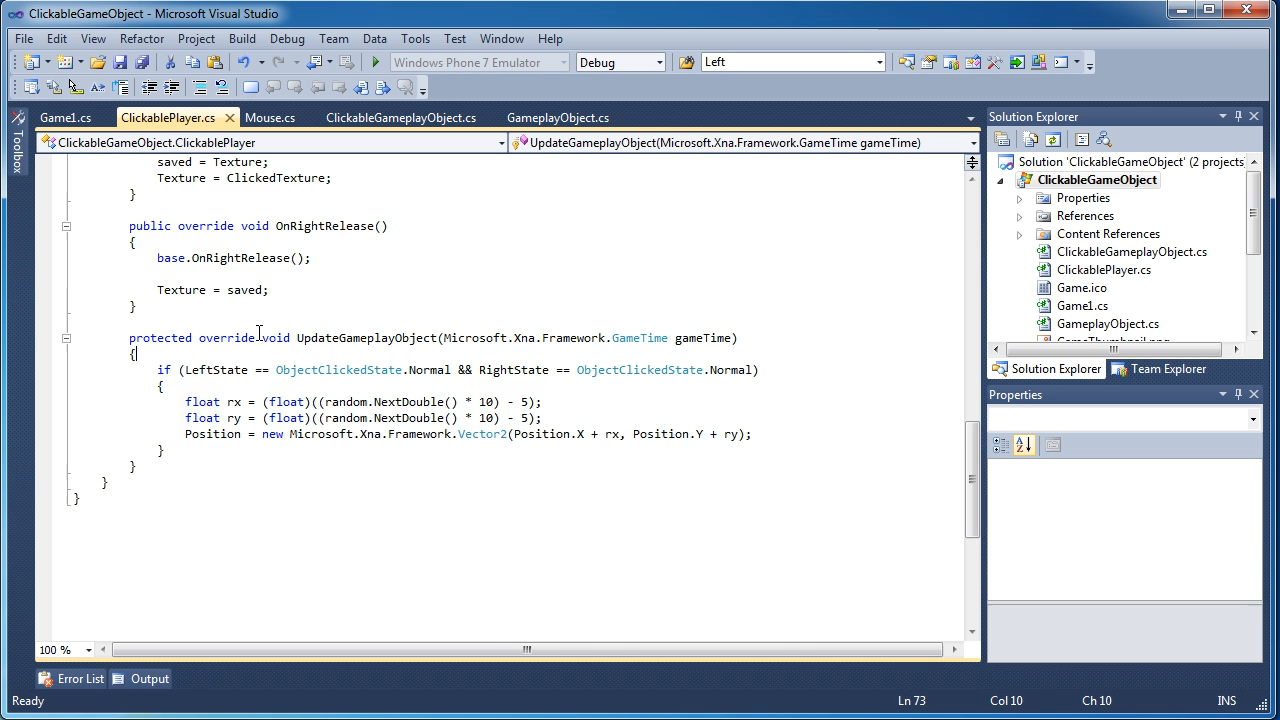 ClickableGameObject - Microsoft Visual Studio
File Edit View Refactor Project Build Debug Team Data Tools Test Window Help
Windows Phone 7 Emulator Debug Left
Toolbox
Game1.cs ClickablePlayer.cs Mouse.cs ClickableGameplayObject.cs GameplayObject.cs
ClickableGameObject.ClickablePlayer UpdateGameplayObject(Microsoft.Xna.Framework.GameTime gameTime)
saved = Texture;
Texture = ClickedTexture;
}
public override void OnRightRelease()
{
base.OnRightRelease();
Texture = saved;
}
protected override void UpdateGameplayObject(Microsoft.Xna.Framework.GameTime gameTime)
{
if (LeftState == ObjectClickedState.Normal && RightState == ObjectClickedState.Normal)
{
float rx = (float)((random.NextDouble() * 10) - 5);
float ry = (float)((random.NextDouble() * 10) - 5);
Position = new Microsoft.Xna.Framework.Vector2(Position.X + rx, Position.Y + ry);
}
}
}
}
100 %
Solution Explorer
Solution 'ClickableGameObject' (2 projects)
ClickableGameObject
Properties
References
Content References
ClickableGameplayObject.cs
ClickablePlayer.cs
Game.ico
Game1.cs
GameplayObject.cs
GameThumbnail.png
Solution Explorer Team Explorer
Properties
Error List Output
Ready Ln 73 Col 10 Ch 10 INS